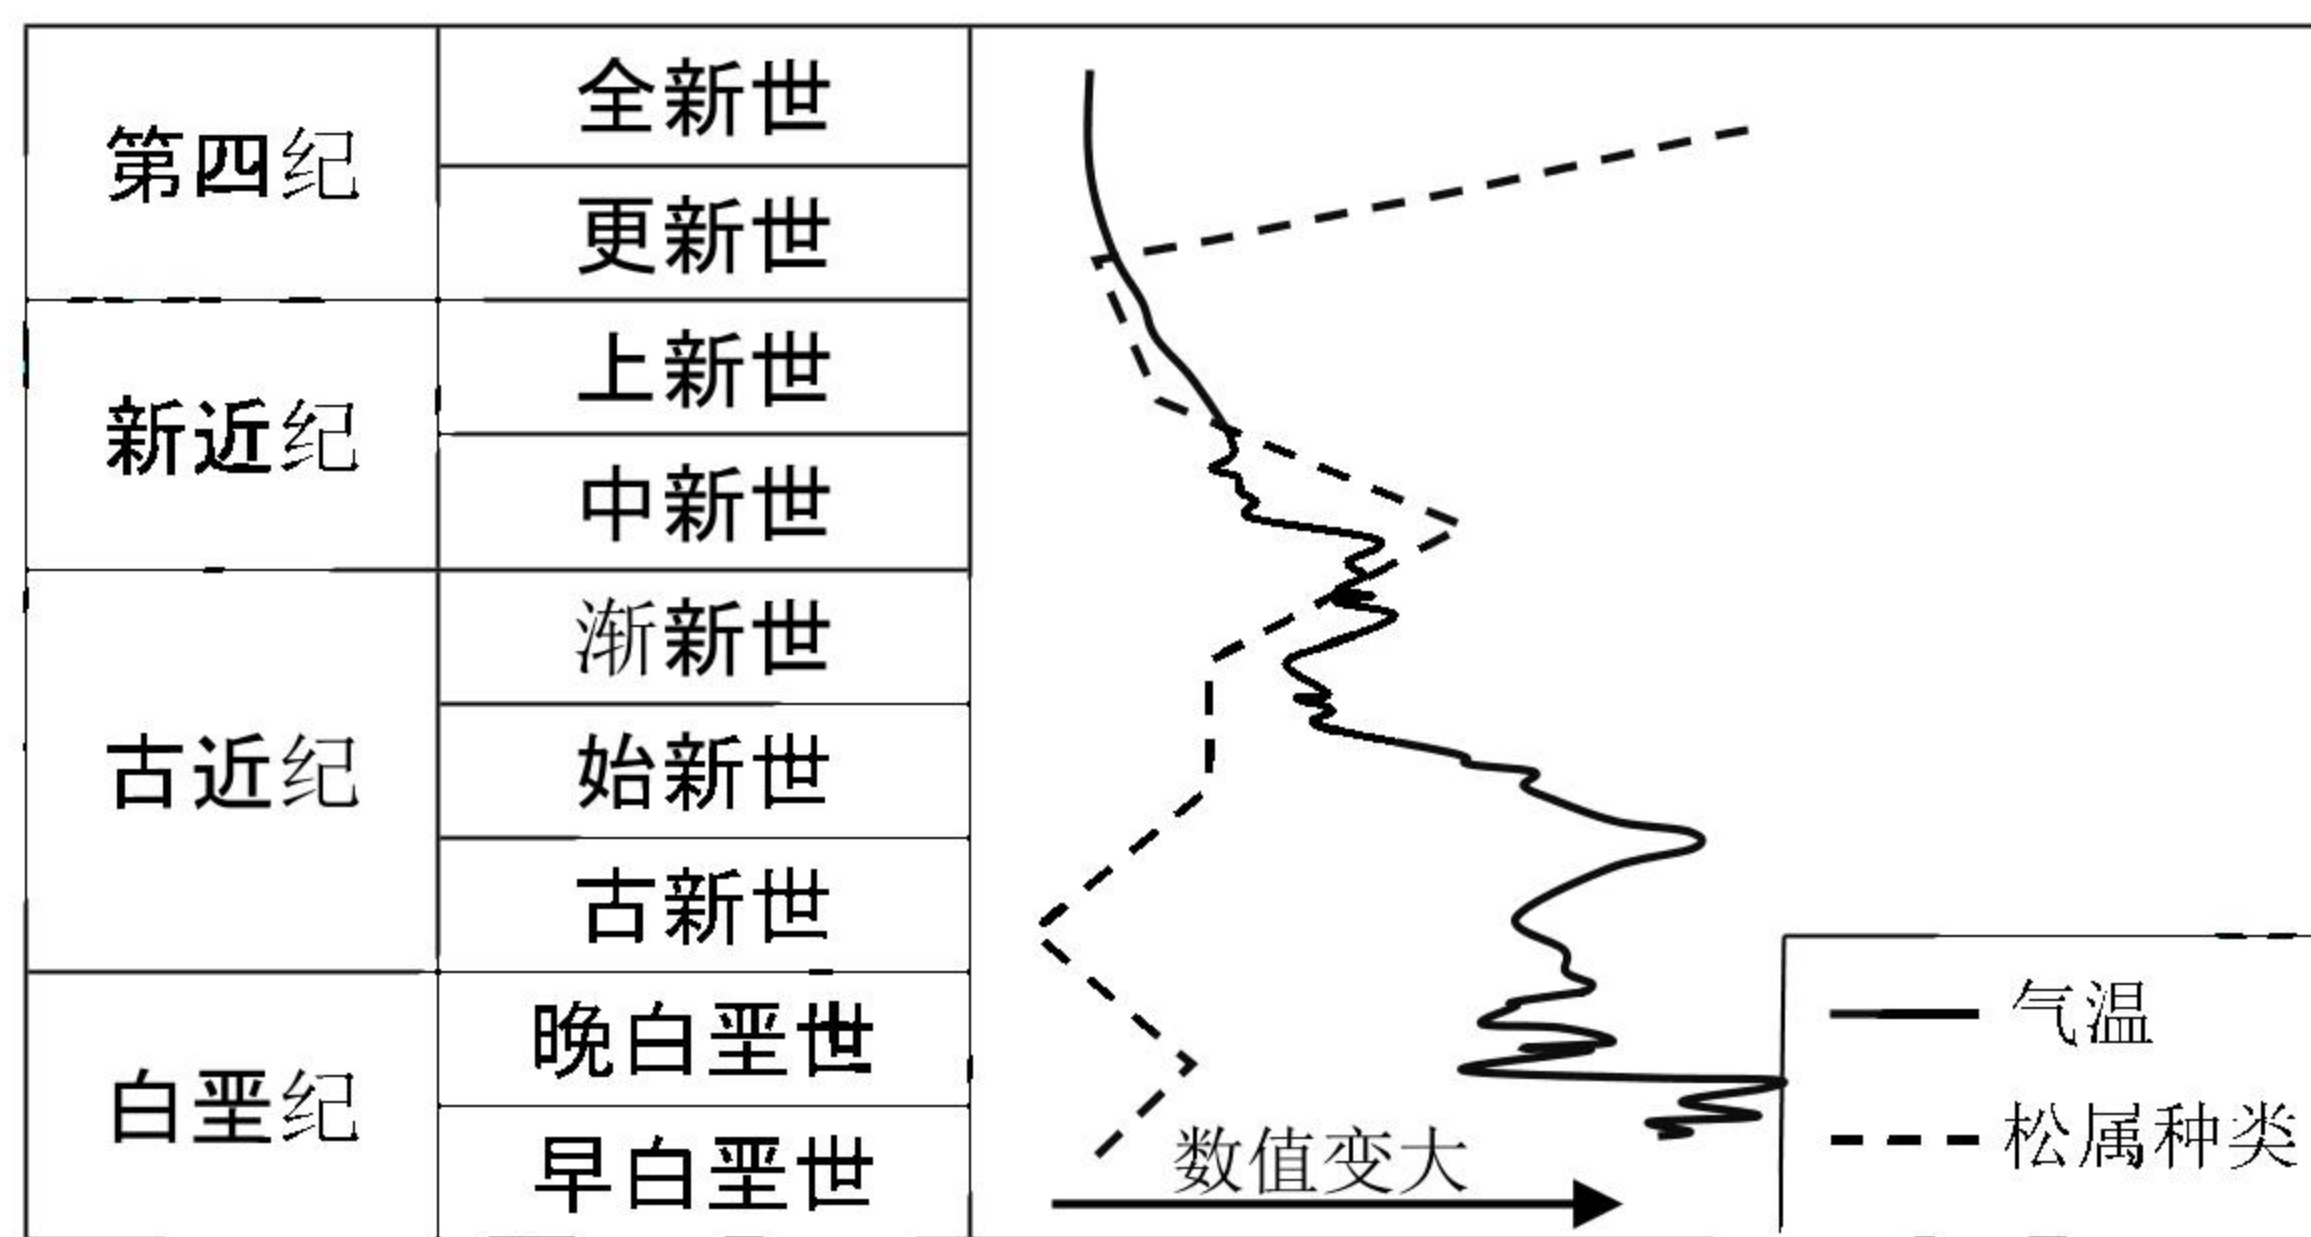 第四纪
全新世
更新世
新近纪
上新世
中新世
古近纪
渐新世
始新世
古新世
白垩纪
晚白垩世
早白垩世
数值变大
气温
松属种类